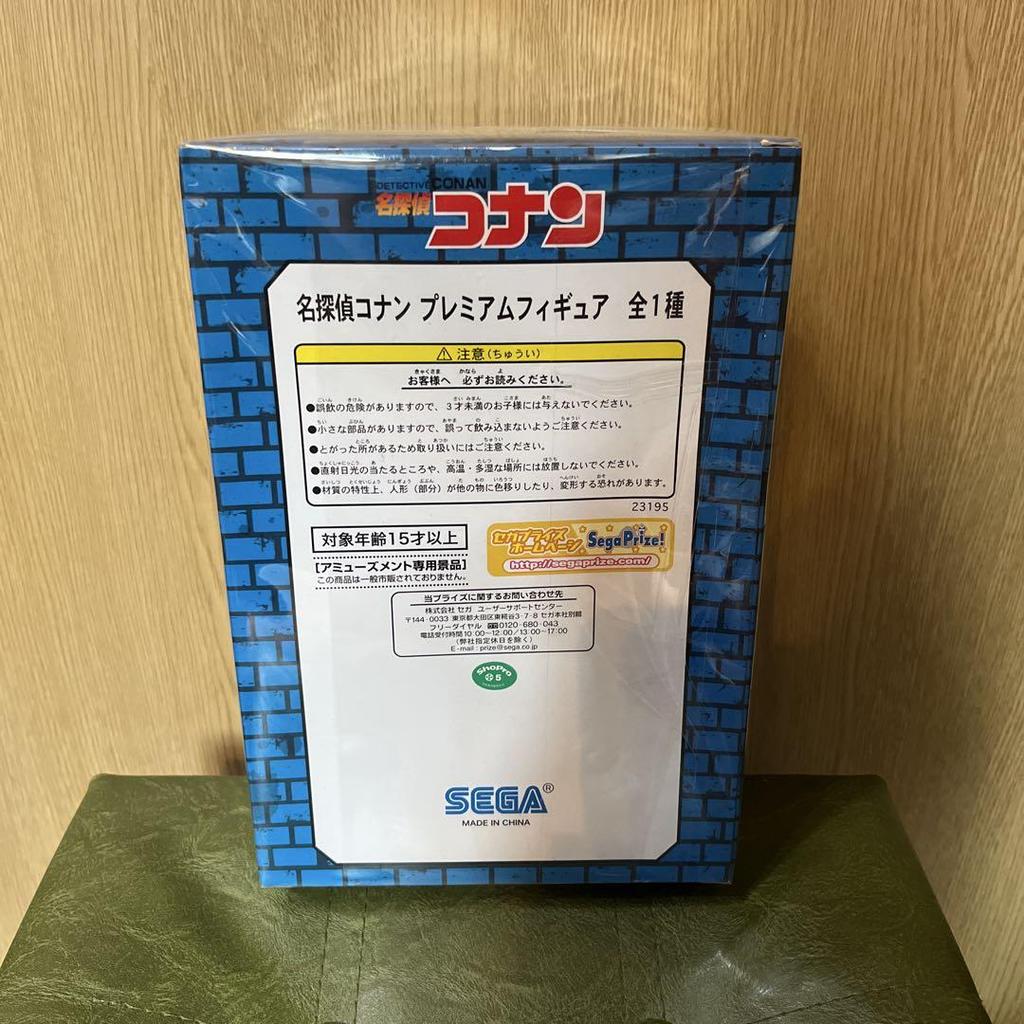 DETECTIVE CONAN
名探偵コナン
名探偵コナン プレミアムフィギュア 全1種
⚠ 注意(ちゅうい)
お客様へ 必ずお読みください。
●誤飲の危険がありますので、3才未満のお子様には与えないでください。
●小さな部品がありますので、誤って飲み込まないようご注意ください。
●とがった所があるため取り扱いにはご注意ください。
●直射日光の当たるところや、高温・多湿な場所には放置しないでください。
●材質の特性上、人形(部分)が他の物に色移りしたり、変形する恐れがあります。
23195
対象年齢15才以上
【アミューズメント専用景品】
この商品は一般市販されておりません。
セガプライズ
ホームページ SegaPrize!
http://segaprize.com/
当プライズに関するお問い合わせ先
株式会社 セガ ユーザーサポートセンター
〒144-0033 東京都大田区東糀谷3-7-8 セガ本社別館
フリーダイヤル 0120-680-043
電話受付時間10:00~12:00/13:00~17:00
(弊社指定休日を除く)
E-mail:prize@sega.co.jp
ShoPro
5
SEGA®
MADE IN CHINA